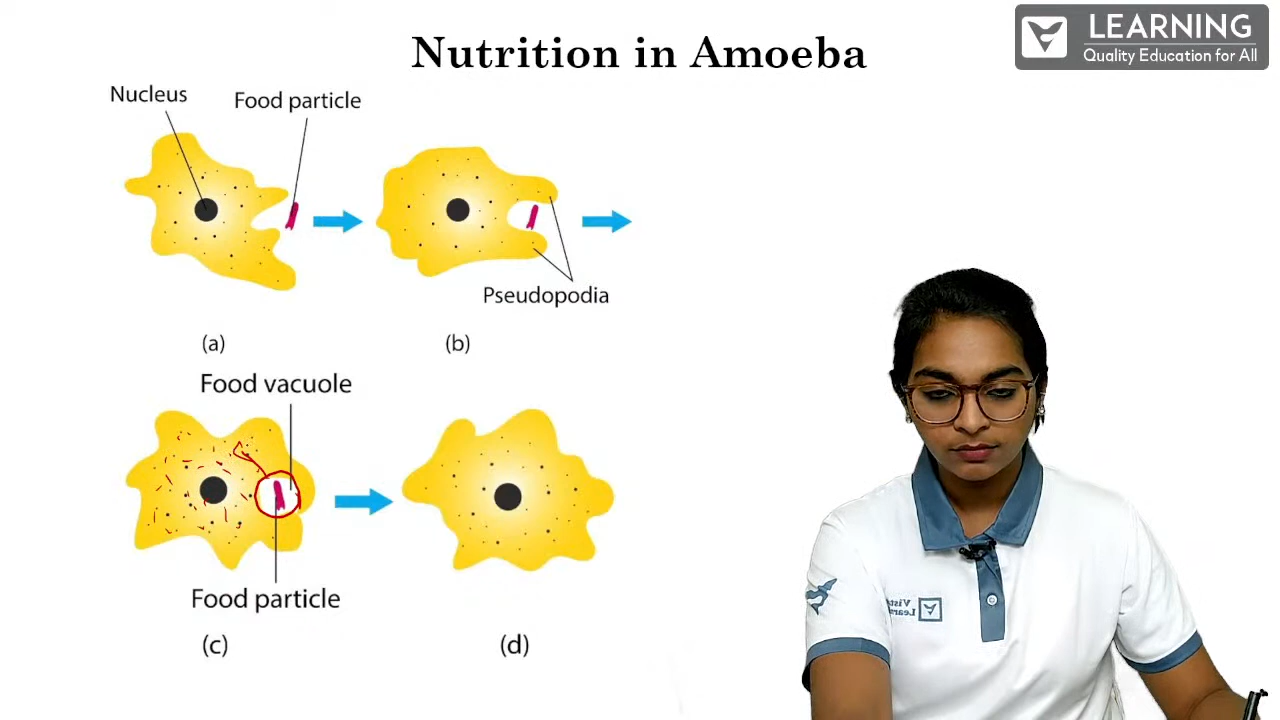 Nutrition in Amoeba
LEARNING
Quality Education for All
Nucleus
Food particle
Pseudopodia
(a)
(b)
Food vacuole
Food particle
(c)
(d)